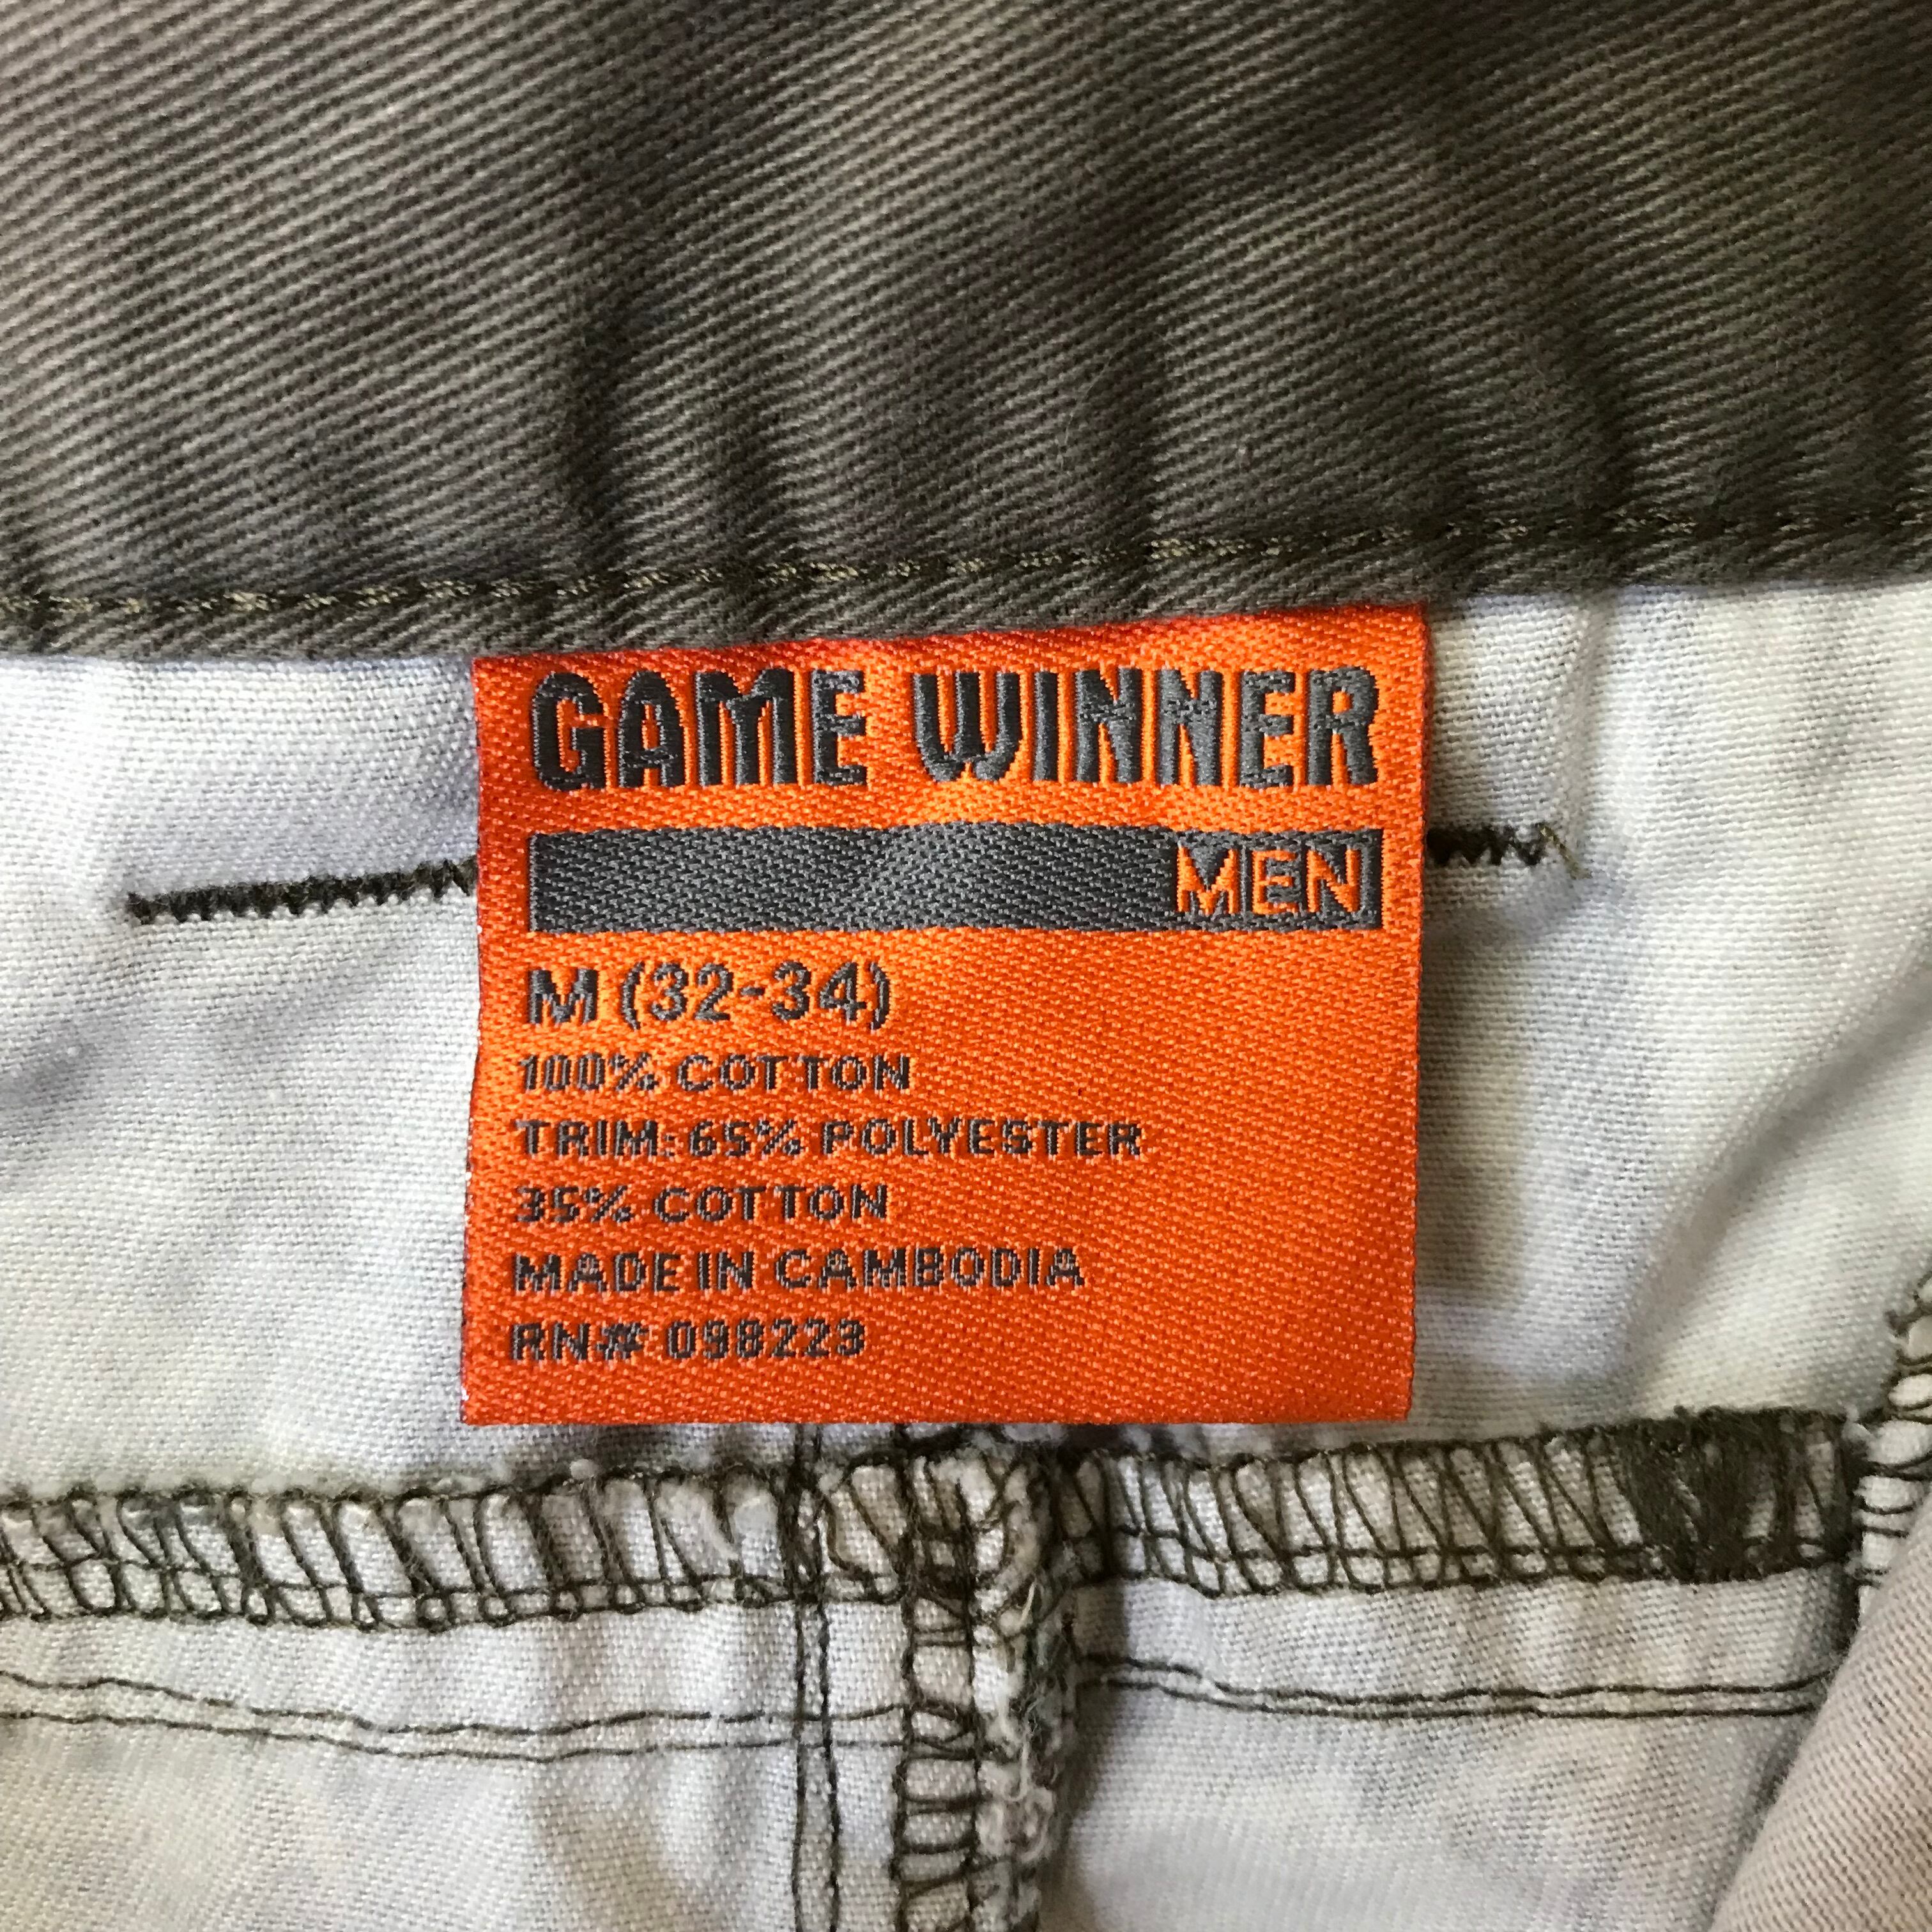 GAME WINNER
MEN
M (32-34)
100% COTTON
TRIM: 65% POLYESTER
35% COTTON
MADE IN CAMBODIA
RN# 098223